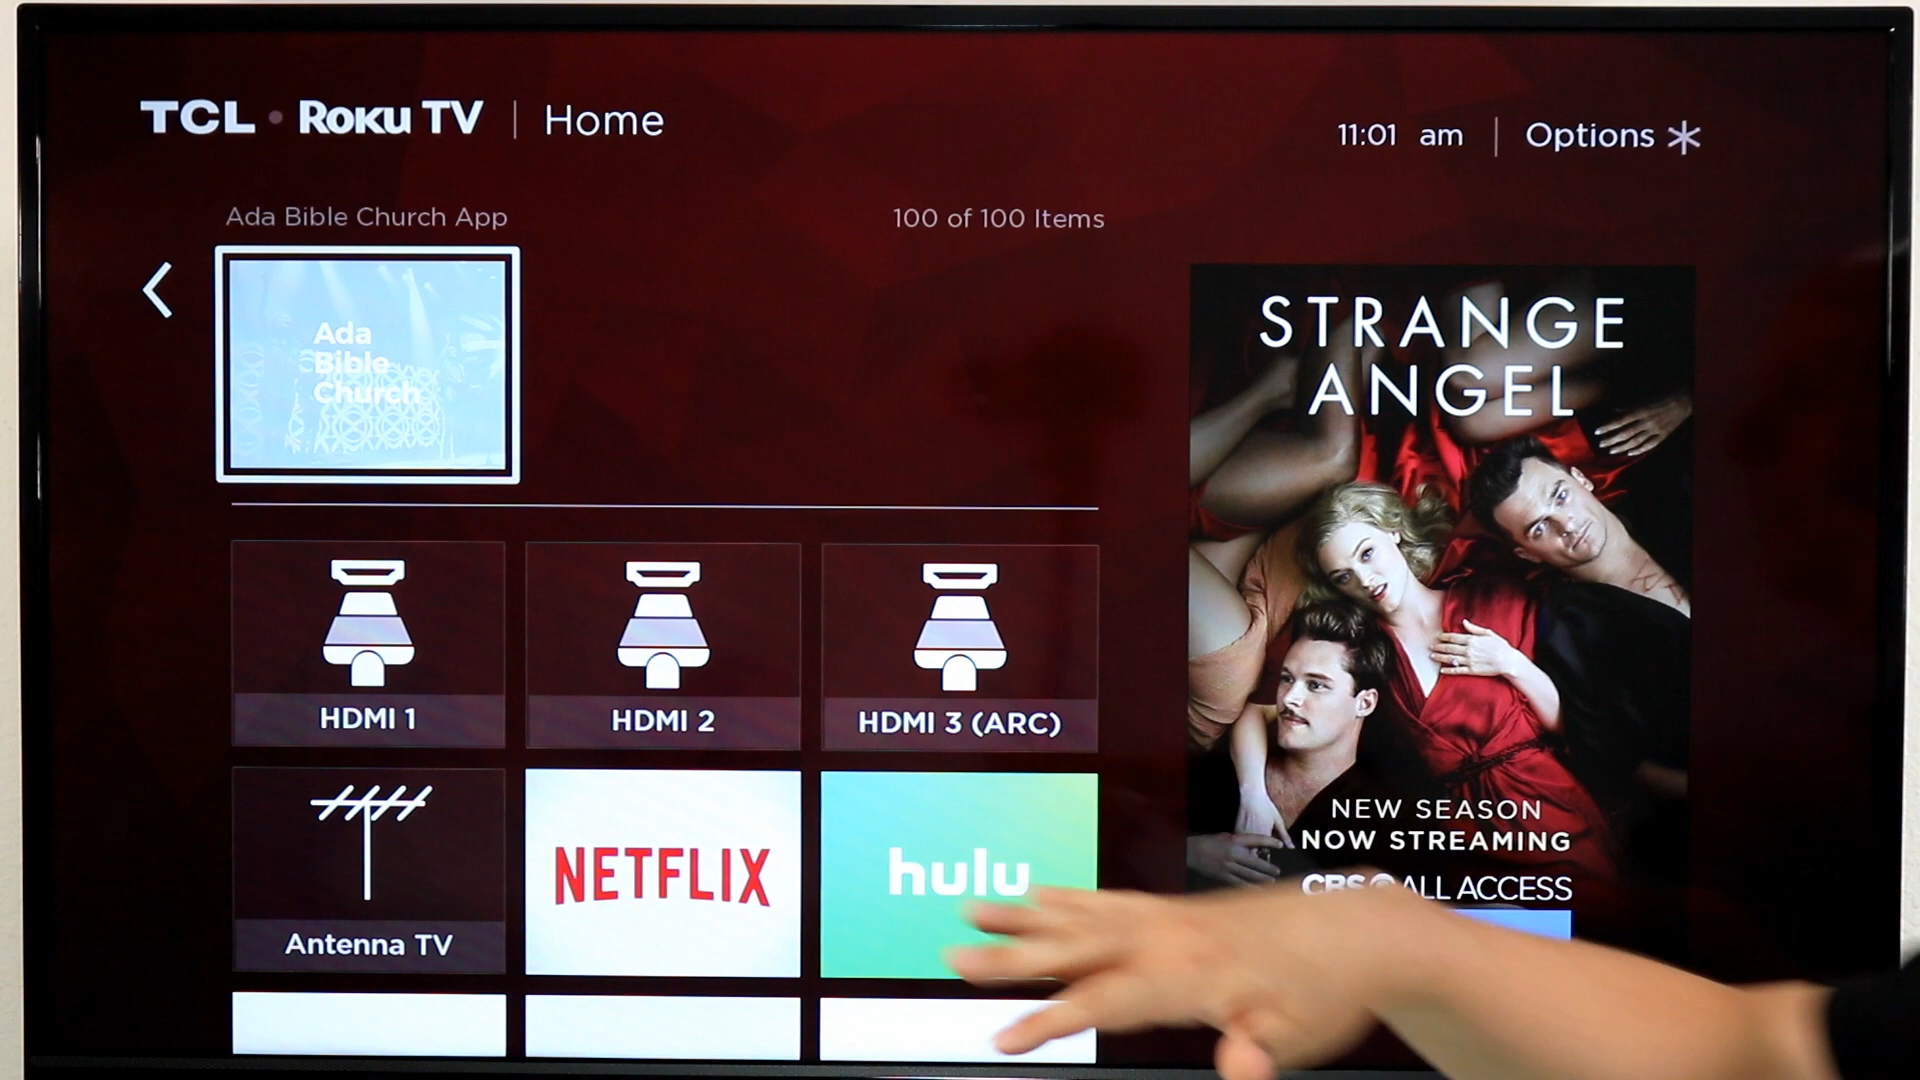 TCL • Roku TV | Home
11:01 am | Options
Ada Bible Church App
100 of 100 Items
Ada
Bible
Church
STRANGE
ANGEL
HDMI 1
HDMI 2
HDMI 3 (ARC)
Antenna TV
NETFLIX
hulu
NEW SEASON
NOW STREAMING
CBS ALL ACCESS